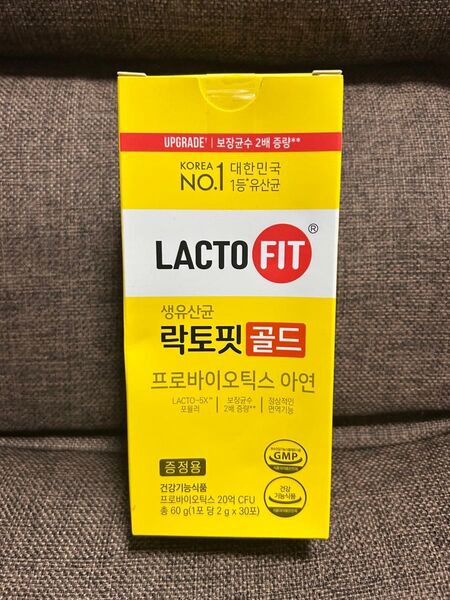 UPGRADE↑ | 보장균수 2배 증량**
KOREA
NO.1
대한민국
1등*유산균
LACTO FIT ®
생유산균
락토핏 골드
프로바이오틱스 아연
LACTO-5X™
포뮬러
보장균수
2배 증량**
정상적인
면역기능
증정용
건강기능식품
프로바이오틱스 20억 CFU
총 60 g(1포 당 2 g x 30포)
GMP
건강
기능식품